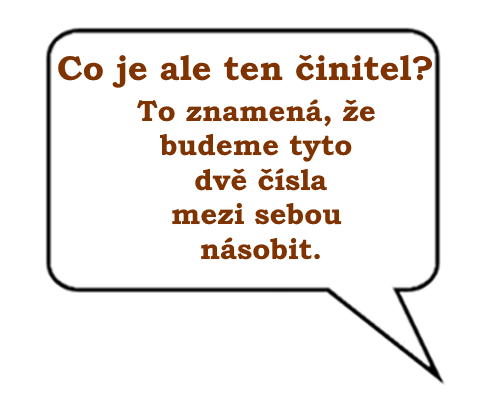 Co je ale ten činitel?
To znamená, že
budeme tyto
dvě čísla
mezi sebou
násobit.